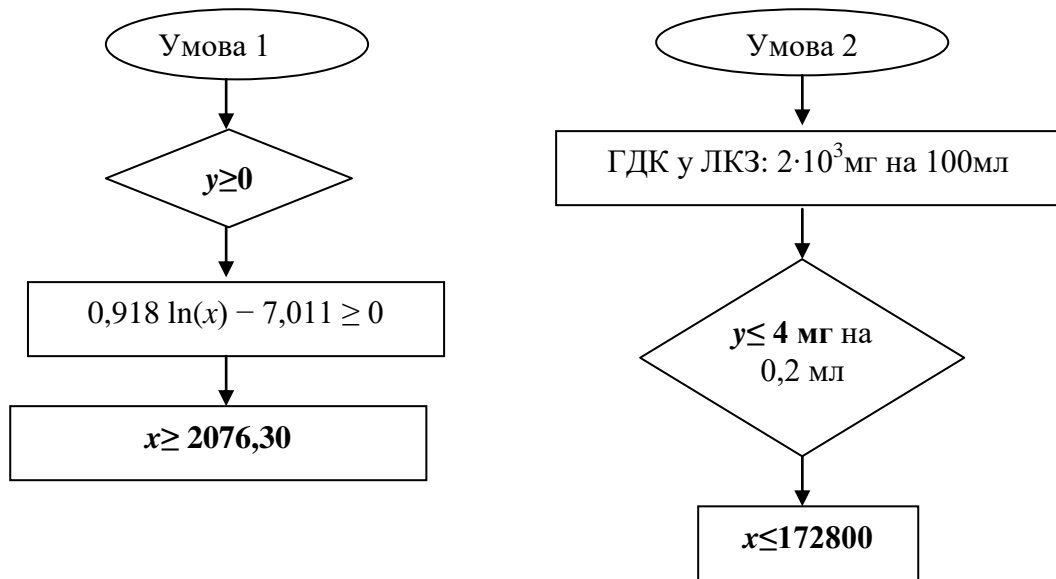 Умова 1
y≥0
0,918 ln(x) − 7,011 ≥ 0
x≥ 2076,30
Умова 2
ГДК у ЛКЗ: 2·10³мг на 100мл
y≤ 4 мг на
0,2 мл
x≤172800